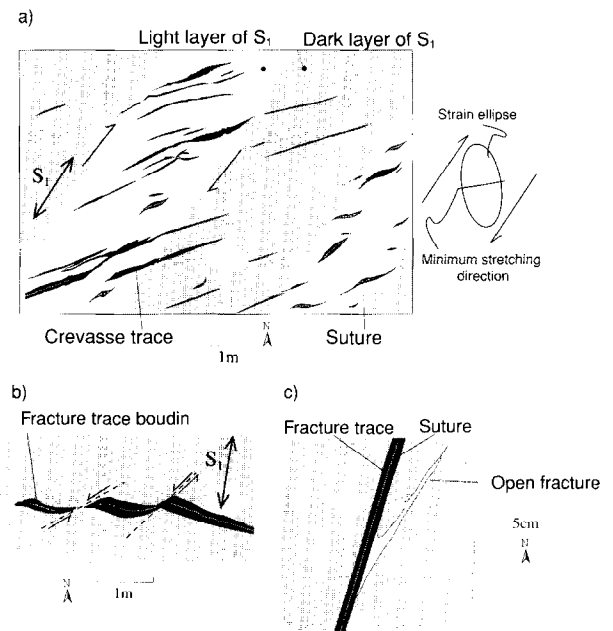 a)
Light layer of S1
Dark layer of S1
Strain ellipse
S1
Minimum stretching
direction
Crevasse trace
N
Suture
1m
b)
Fracture trace boudin
S1
N
1m
c)
Fracture trace
Suture
Open fracture
5cm
N